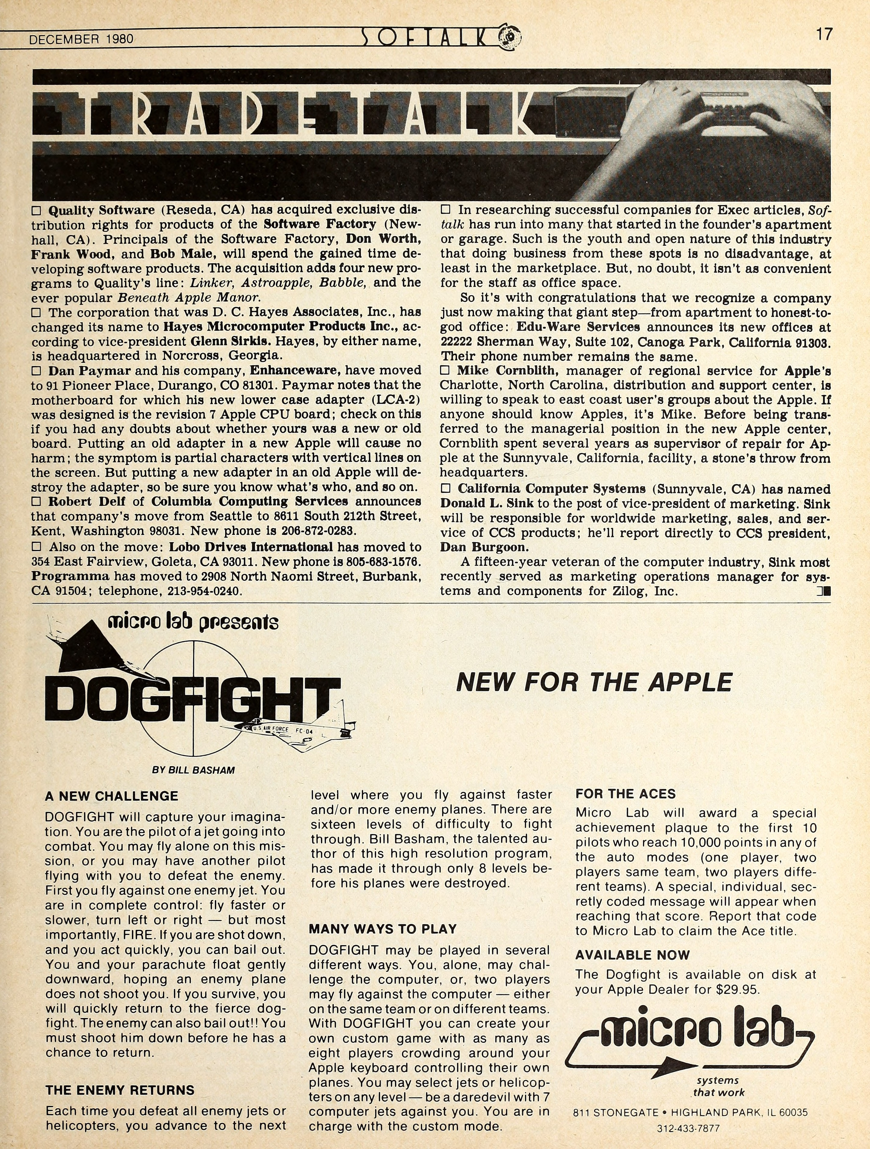 DECEMBER 1980
SOFTALK
17
TRADETALK
☐ Quality Software (Reseda, CA) has acquired exclusive dis-
tribution rights for products of the Software Factory (New-
hall, CA). Principals of the Software Factory, Don Worth,
Frank Wood, and Bob Male, will spend the gained time de-
veloping software products. The acquisition adds four new pro-
grams to Quality's line: Linker, Astroapple, Babble, and the
ever popular Beneath Apple Manor.
☐ The corporation that was D. C. Hayes Associates, Inc., has
changed its name to Hayes Microcomputer Products Inc., ac-
cording to vice-president Glenn Sirkis. Hayes, by either name,
is headquartered in Norcross, Georgia.
☐ Dan Paymar and his company, Enhanceware, have moved
to 91 Pioneer Place, Durango, CO 81301. Paymar notes that the
motherboard for which his new lower case adapter (LCA-2)
was designed is the revision 7 Apple CPU board; check on this
if you had any doubts about whether yours was a new or old
board. Putting an old adapter in a new Apple will cause no
harm; the symptom is partial characters with vertical lines on
the screen. But putting a new adapter in an old Apple will de-
stroy the adapter, so be sure you know what's who, and so on.
☐ Robert Delf of Columbia Computing Services announces
that company's move from Seattle to 8611 South 212th Street,
Kent, Washington 98031. New phone is 206-872-0283.
☐ Also on the move: Lobo Drives International has moved to
354 East Fairview, Goleta, CA 93011. New phone is 805-683-1576.
Programma has moved to 2908 North Naomi Street, Burbank,
CA 91504; telephone, 213-954-0240.
☐ In researching successful companies for Exec articles, Sof-
talk has run into many that started in the founder's apartment
or garage. Such is the youth and open nature of this industry
that doing business from these spots is no disadvantage, at
least in the marketplace. But, no doubt, it isn't as convenient
for the staff as office space.
So it's with congratulations that we recognize a company
just now making that giant step—from apartment to honest-to-
god office: Edu-Ware Services announces its new offices at
22222 Sherman Way, Suite 102, Canoga Park, California 91303.
Their phone number remains the same.
☐ Mike Cornblith, manager of regional service for Apple's
Charlotte, North Carolina, distribution and support center, is
willing to speak to east coast user's groups about the Apple. If
anyone should know Apples, it's Mike. Before being trans-
ferred to the managerial position in the new Apple center,
Cornblith spent several years as supervisor of repair for Ap-
ple at the Sunnyvale, California, facility, a stone's throw from
headquarters.
☐ California Computer Systems (Sunnyvale, CA) has named
Donald L. Sink to the post of vice-president of marketing. Sink
will be responsible for worldwide marketing, sales, and ser-
vice of CCS products; he'll report directly to CCS president,
Dan Burgoon.
A fifteen-year veteran of the computer industry, Sink most
recently served as marketing operations manager for sys-
tems and components for Zilog, Inc.
micro lab presents
DOGFIGHT
U.S. AIR FORCE FC-04
BY BILL BASHAM
NEW FOR THE APPLE
A NEW CHALLENGE
DOGFIGHT will capture your imagina-
tion. You are the pilot of a jet going into
combat. You may fly alone on this mis-
sion, or you may have another pilot
flying with you to defeat the enemy.
First you fly against one enemy jet. You
are in complete control: fly faster or
slower, turn left or right — but most
importantly, FIRE. If you are shot down,
and you act quickly, you can bail out.
You and your parachute float gently
downward, hoping an enemy plane
does not shoot you. If you survive, you
will quickly return to the fierce dog-
fight. The enemy can also bail out!! You
must shoot him down before he has a
chance to return.
THE ENEMY RETURNS
Each time you defeat all enemy jets or
helicopters, you advance to the next
level where you fly against faster
and/or more enemy planes. There are
sixteen levels of difficulty to fight
through. Bill Basham, the talented au-
thor of this high resolution program,
has made it through only 8 levels be-
fore his planes were destroyed.
MANY WAYS TO PLAY
DOGFIGHT may be played in several
different ways. You, alone, may chal-
lenge the computer, or, two players
may fly against the computer — either
on the same team or on different teams.
With DOGFIGHT you can create your
own custom game with as many as
eight players crowding around your
Apple keyboard controlling their own
planes. You may select jets or helicop-
ters on any level — be a daredevil with 7
computer jets against you. You are in
charge with the custom mode.
FOR THE ACES
Micro Lab will award a special
achievement plaque to the first 10
pilots who reach 10,000 points in any of
the auto modes (one player, two
players same team, two players diffe-
rent teams). A special, individual, sec-
retly coded message will appear when
reaching that score. Report that code
to Micro Lab to claim the Ace title.
AVAILABLE NOW
The Dogfight is available on disk at
your Apple Dealer for $29.95.
micro lab
systems
that work
811 STONEGATE • HIGHLAND PARK, IL 60035
312-433-7877